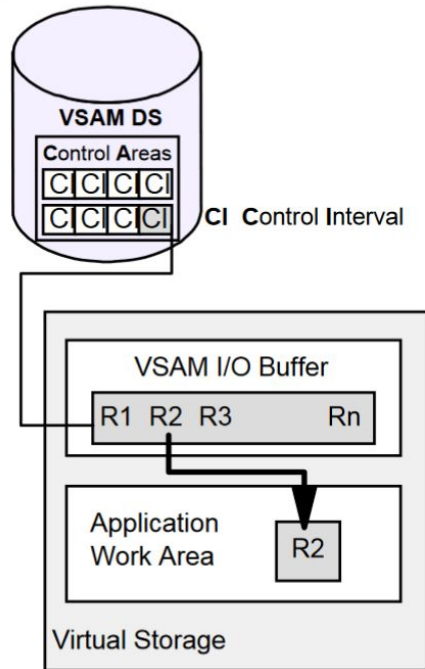 VSAM DS
Control Areas
CI CI CI CI
CI CI CI CI
CI Control Interval
VSAM I/O Buffer
R1 R2 R3 Rn
Application
Work Area
R2
Virtual Storage